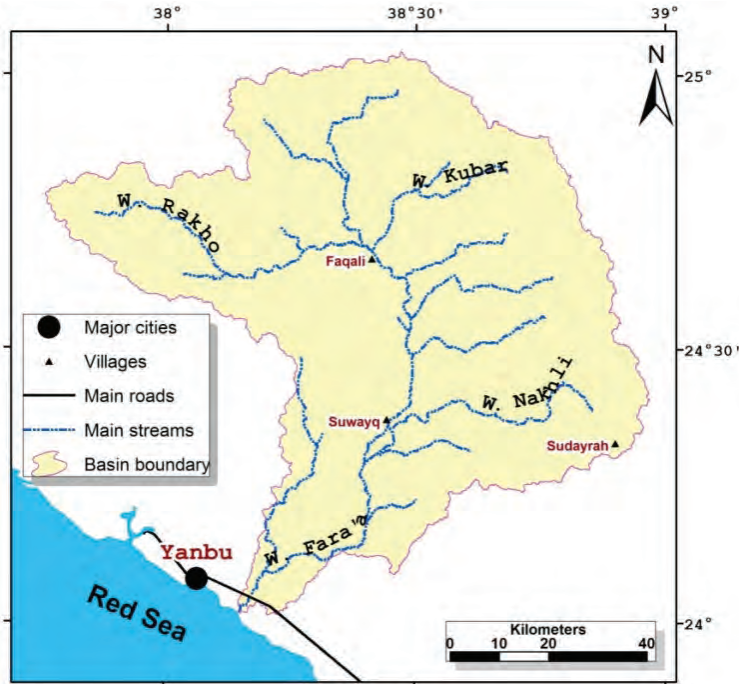 38°
38°30'
39°
N
25°
W. Kubar
W. Rakho
Faqali
Major cities
Villages
Main roads
Main streams
Basin boundary
24°30'
W. Nakhli
Suwayq
Sudayrah
W. Fara'a
Yanbu
Red Sea
24°
Kilometers
0 10 20 40